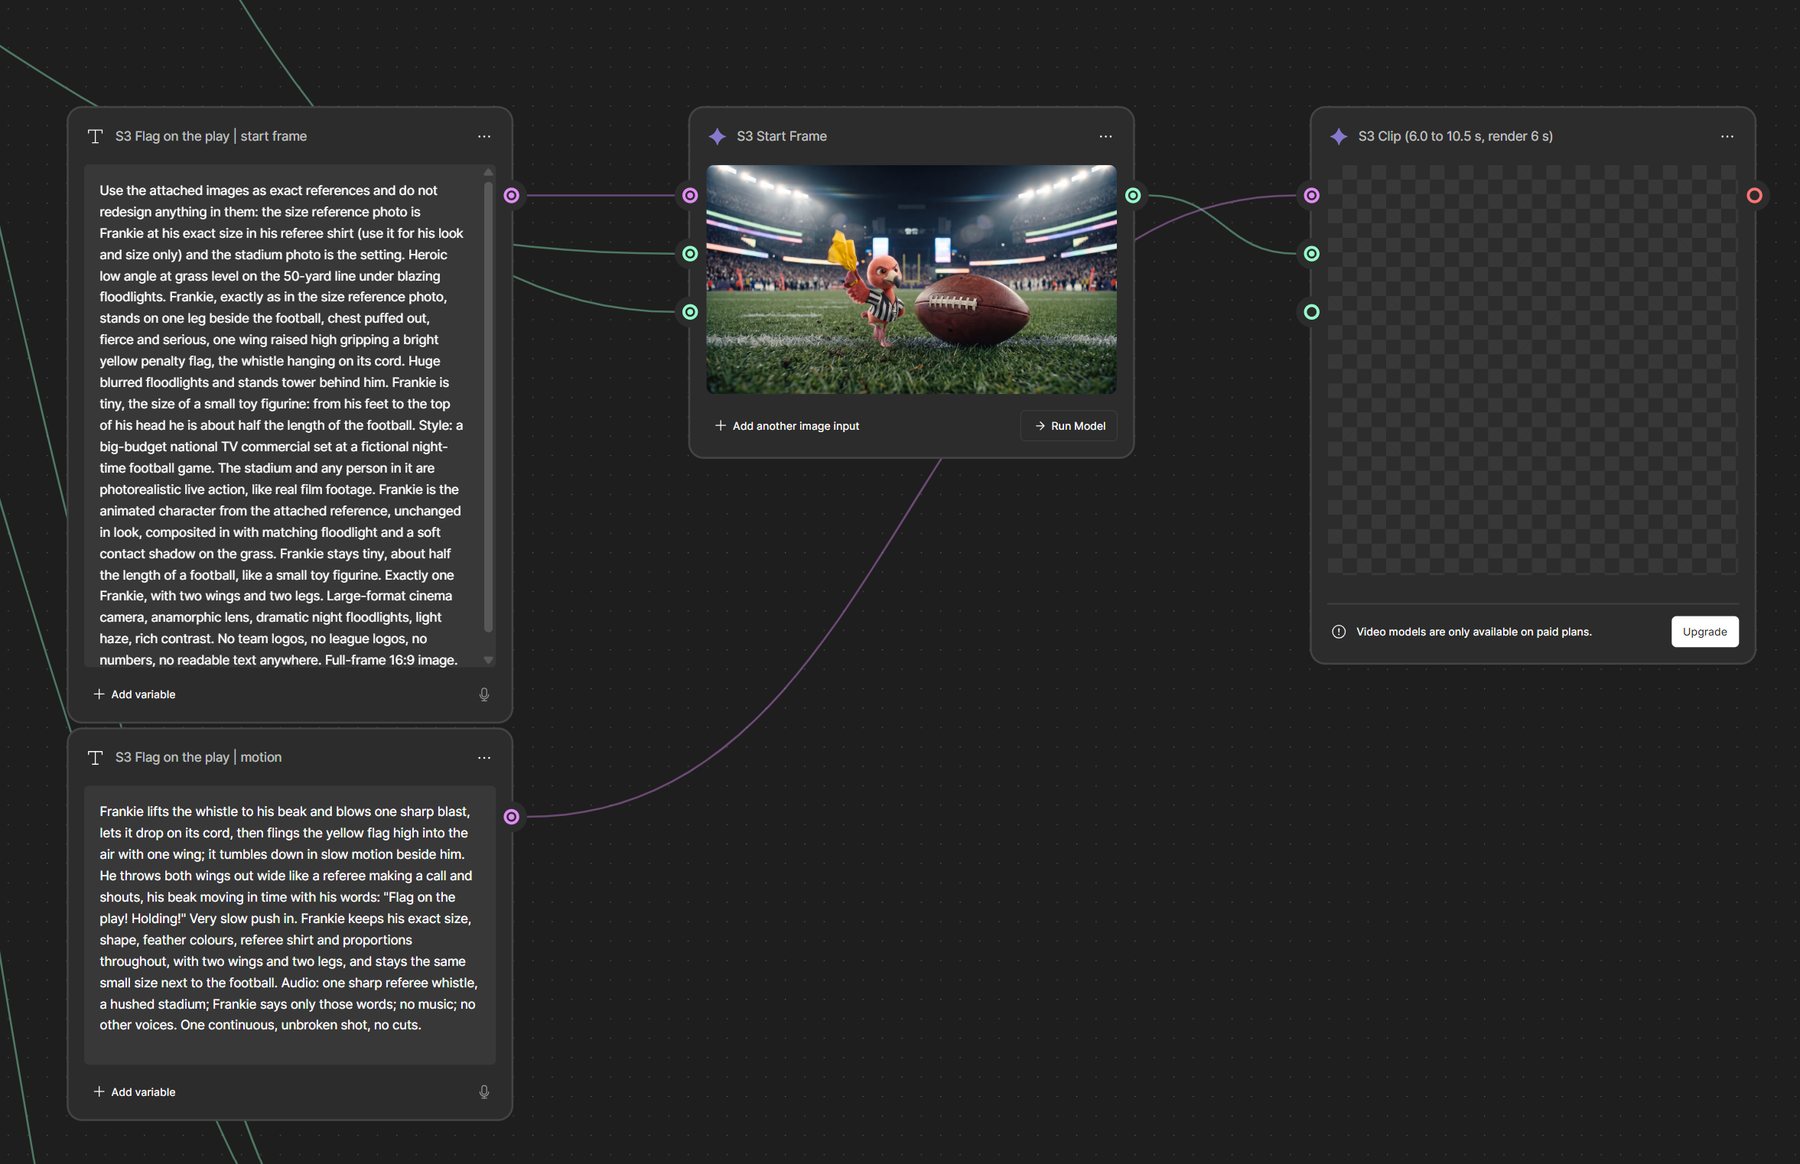 S3 Flag on the play | start frame
Use the attached images as exact references and do not
redesign anything in them: the size reference photo is
Frankie at his exact size in his referee shirt (use it for his look
and size only) and the stadium photo is the setting. Heroic
low angle at grass level on the 50-yard line under blazing
floodlights. Frankie, exactly as in the size reference photo,
stands on one leg beside the football, chest puffed out,
fierce and serious, one wing raised high gripping a bright
yellow penalty flag, the whistle hanging on its cord. Huge
blurred floodlights and stands tower behind him. Frankie is
tiny, the size of a small toy figurine: from his feet to the top
of his head he is about half the length of the football. Style: a
big-budget national TV commercial set at a fictional night-
time football game. The stadium and any person in it are
photorealistic live action, like real film footage. Frankie is the
animated character from the attached reference, unchanged
in look, composited in with matching floodlight and a soft
contact shadow on the grass. Frankie stays tiny, about half
the length of a football, like a small toy figurine. Exactly one
Frankie, with two wings and two legs. Large-format cinema
camera, anamorphic lens, dramatic night floodlights, light
haze, rich contrast. No team logos, no league logos, no
numbers, no readable text anywhere. Full-frame 16:9 image.
Add variable
S3 Flag on the play | motion
Frankie lifts the whistle to his beak and blows one sharp blast,
lets it drop on its cord, then flings the yellow flag high into the
air with one wing; it tumbles down in slow motion beside him.
He throws both wings out wide like a referee making a call and
shouts, his beak moving in time with his words: "Flag on the
play! Holding!" Very slow push in. Frankie keeps his exact size,
shape, feather colours, referee shirt and proportions
throughout, with two wings and two legs, and stays the same
small size next to the football. Audio: one sharp referee whistle,
a hushed stadium; Frankie says only those words; no music; no
other voices. One continuous, unbroken shot, no cuts.
Add variable
S3 Start Frame
Add another image input
Run Model
S3 Clip (6.0 to 10.5 s, render 6 s)
Video models are only available on paid plans.
Upgrade